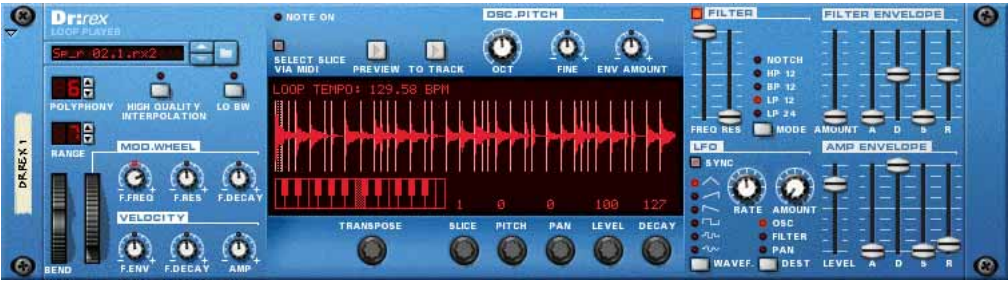 Dr:rex
LOOP PLAYER
NOTE ON
SELECT SLICE
VIA MIDI
PREVIEW
TO TRACK
OSC.PITCH
OCT
FINE
ENV AMOUNT
FILTER
FILTER ENVELOPE
NOTCH
HP 12
BP 12
LP 12
LP 24
FREQ
RES
MODE
AMOUNT
A
D
S
R
6
POLYPHONY
HIGH QUALITY
INTERPOLATION
LO BW
7
RANGE
DR.REX 1
MOD.WHEEL
F.FREQ
F.RES
F.DECAY
VELOCITY
F.ENV
F.DECAY
AMP
BEND
LOOP TEMPO: 129.58 BPM
1
0
0
100
127
TRANSPOSE
SLICE
PITCH
PAN
LEVEL
DECAY
LFO
SYNC
RATE
AMOUNT
OSC
FILTER
PAN
WAVEF.
DEST
AMP ENVELOPE
LEVEL
A
D
S
R